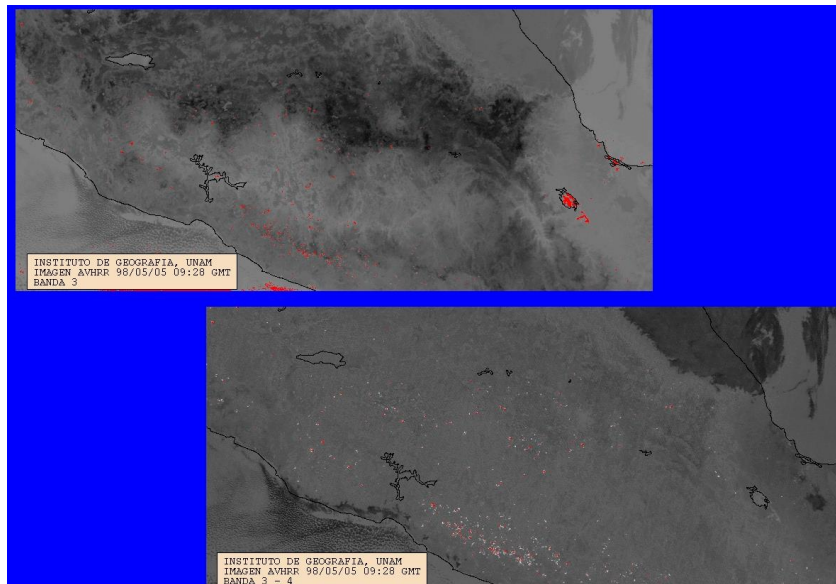 INSTITUTO DE GEOGRAFIA, UNAM
IMAGEN AVHRR 98/05/05 09:28 GMT
BANDA 3
INSTITUTO DE GEOGRAFIA, UNAM
IMAGEN AVHRR 98/05/05 09:28 GMT
BANDA 3 - 4